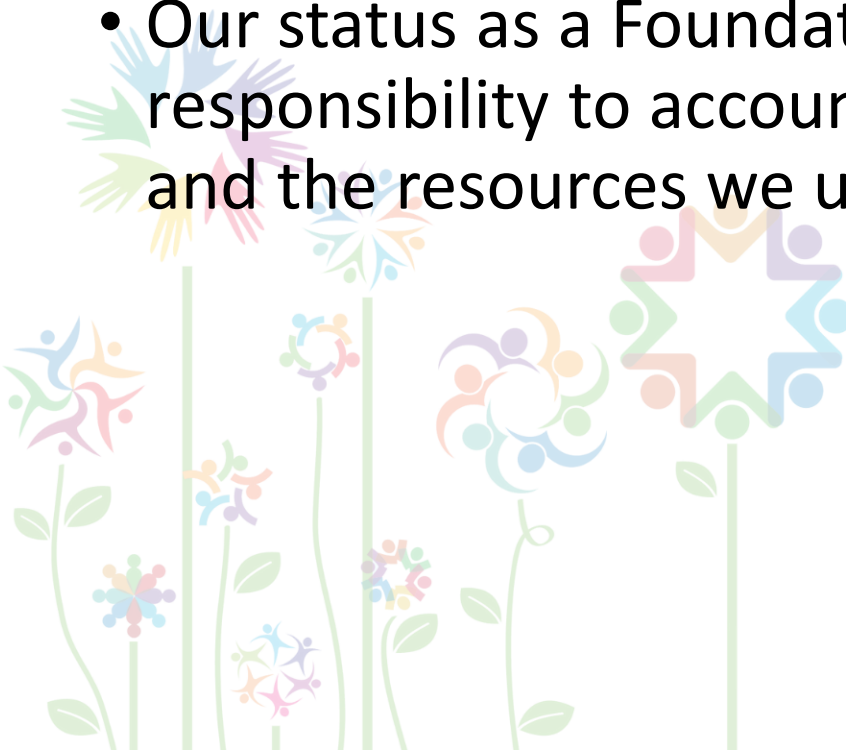 • Our status as a Foundat
responsibility to accour
and the resources we u